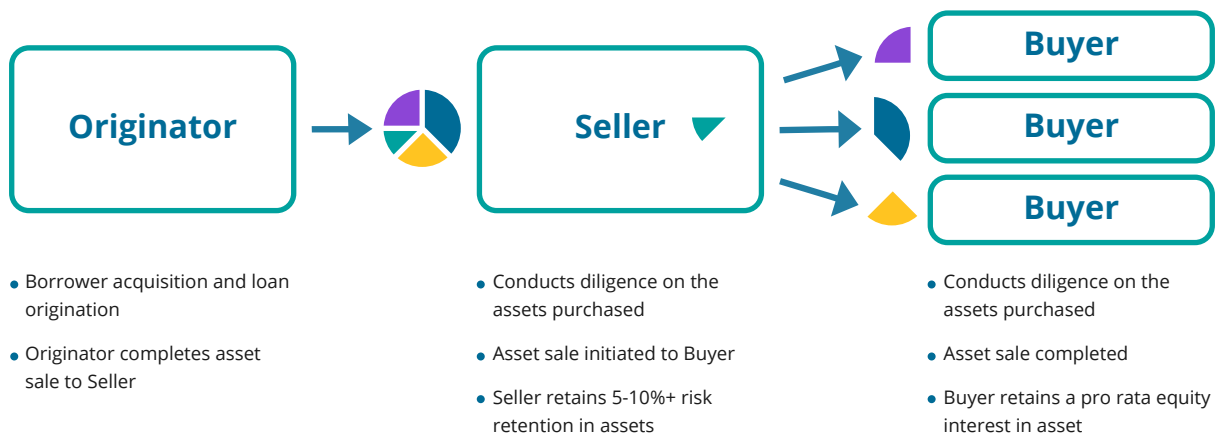 Originator
Seller
Buyer
Buyer
Buyer
Borrower acquisition and loan
origination
Originator completes asset
sale to Seller
Conducts diligence on the
assets purchased
Asset sale initiated to Buyer
Seller retains 5-10%+ risk
retention in assets
Conducts diligence on the
assets purchased
Asset sale completed
Buyer retains a pro rata equity
interest in asset